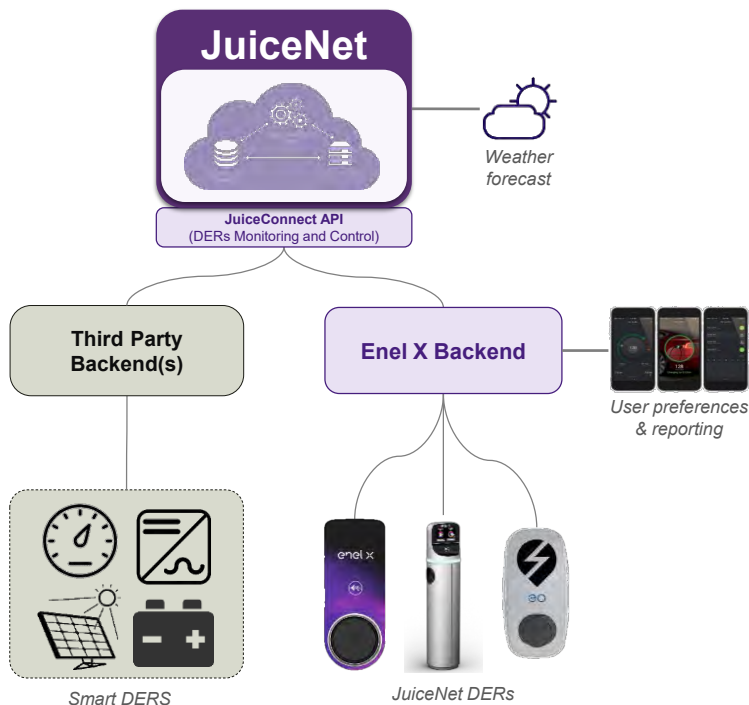 JuiceNet
Weather
forecast
JuiceConnect API
(DERs Monitoring and Control)
Third Party
Backend(s)
Enel X Backend
User preferences
& reporting
enel x
eo
Smart DERS
JuiceNet DERs